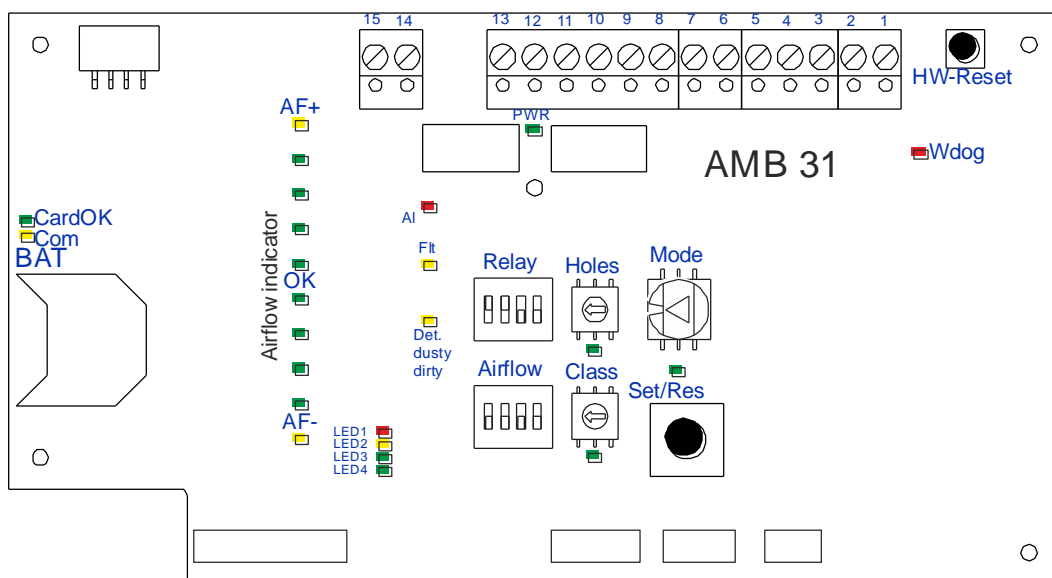 15 14 13 12 11 10 9 8 7 6 5 4 3 2 1
HW-Reset
AF+
PWR
AMB 31
Wdog
CardOK
Com
BAT
Airflow indicator
Al
Flt
OK
Relay
Holes
Mode
Det.
dusty
dirty
Airflow
Class
Set/Res
AF-
LED1
LED2
LED3
LED4